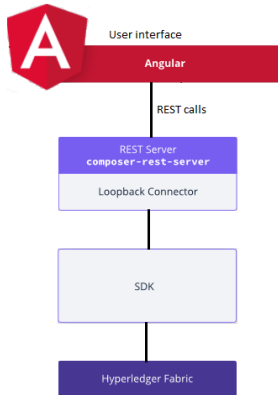 User interface
A
Angular
REST calls
REST Server
composer-rest-server
Loopback Connector
SDK
Hyperledger Fabric